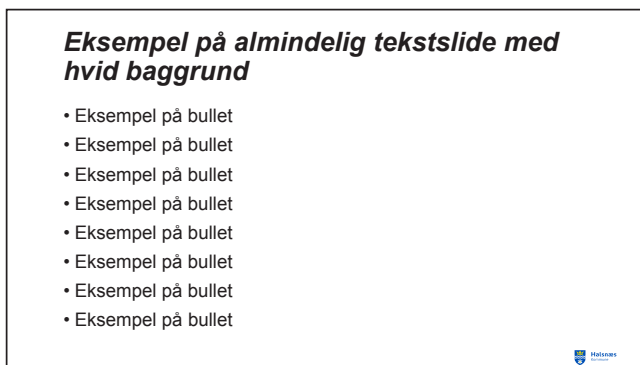 Eksempel på almindelig tekstslide med
hvid baggrund
• Eksempel på bullet
• Eksempel på bullet
• Eksempel på bullet
• Eksempel på bullet
• Eksempel på bullet
• Eksempel på bullet
• Eksempel på bullet
• Eksempel på bullet
Halsnæs
Kommune